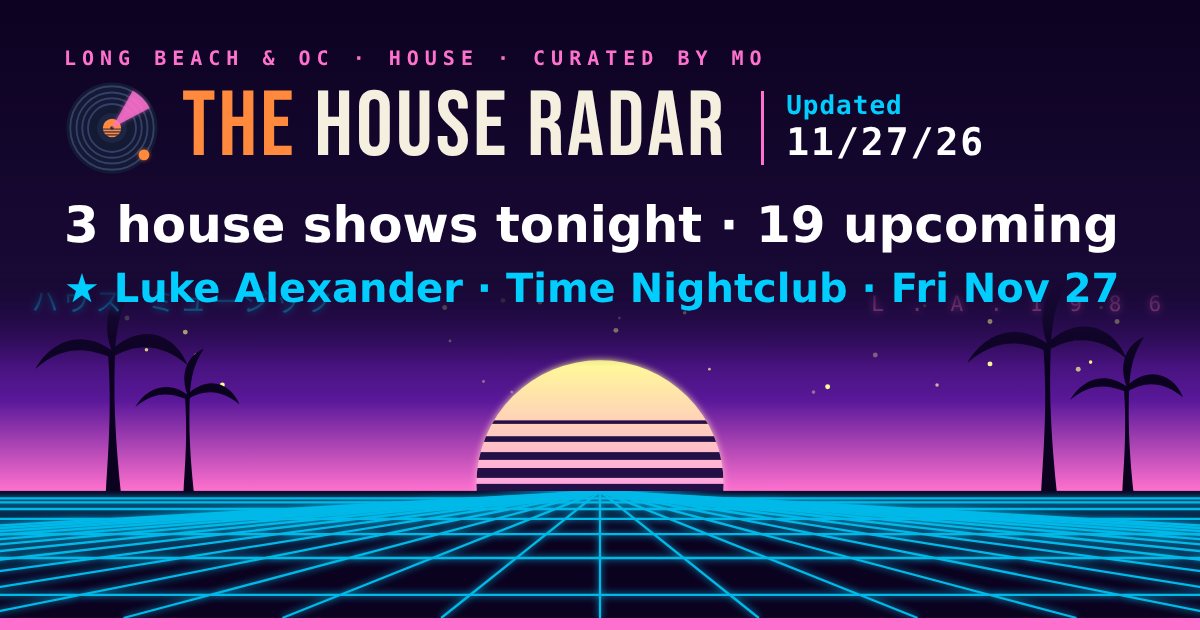 LONG BEACH & OC · HOUSE · CURATED BY MO
THE HOUSE RADAR
Updated
11/27/26
3 house shows tonight · 19 upcoming
★ Luke Alexander · Time Nightclub · Fri Nov 27
L.A. 1986